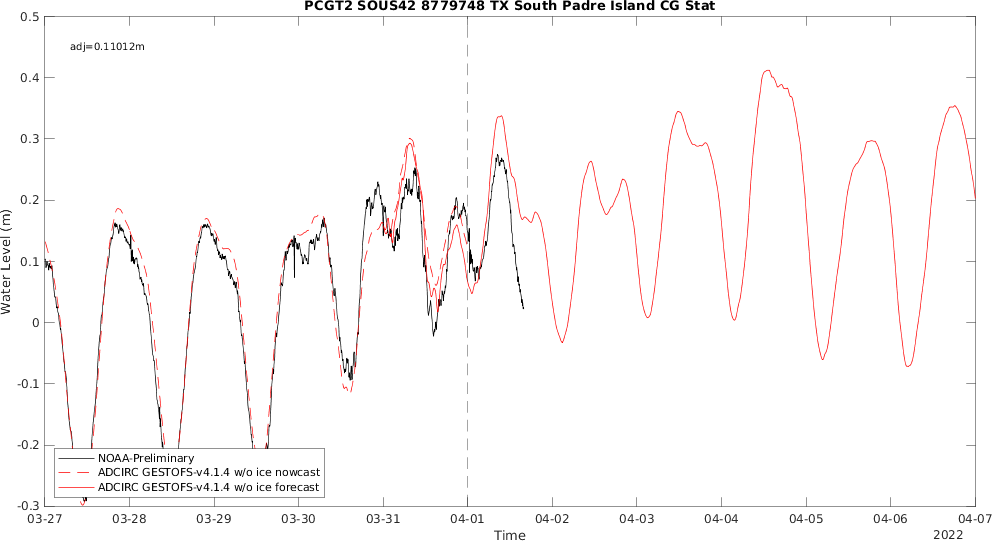 PCGT2 SOUS42 8779748 TX South Padre Island CG Stat
0.5
adj=0.11012m
0.4
0.3
0.2
0.1
0
-0.1
-0.2
-0.3
Water Level (m)
NOAA-Preliminary
ADCIRC GESTOFS-v4.1.4 w/o ice nowcast
ADCIRC GESTOFS-v4.1.4 w/o ice forecast
03-27 03-28 03-29 03-30 03-31 04-01 04-02 04-03 04-04 04-05 04-06 04-07
Time
2022